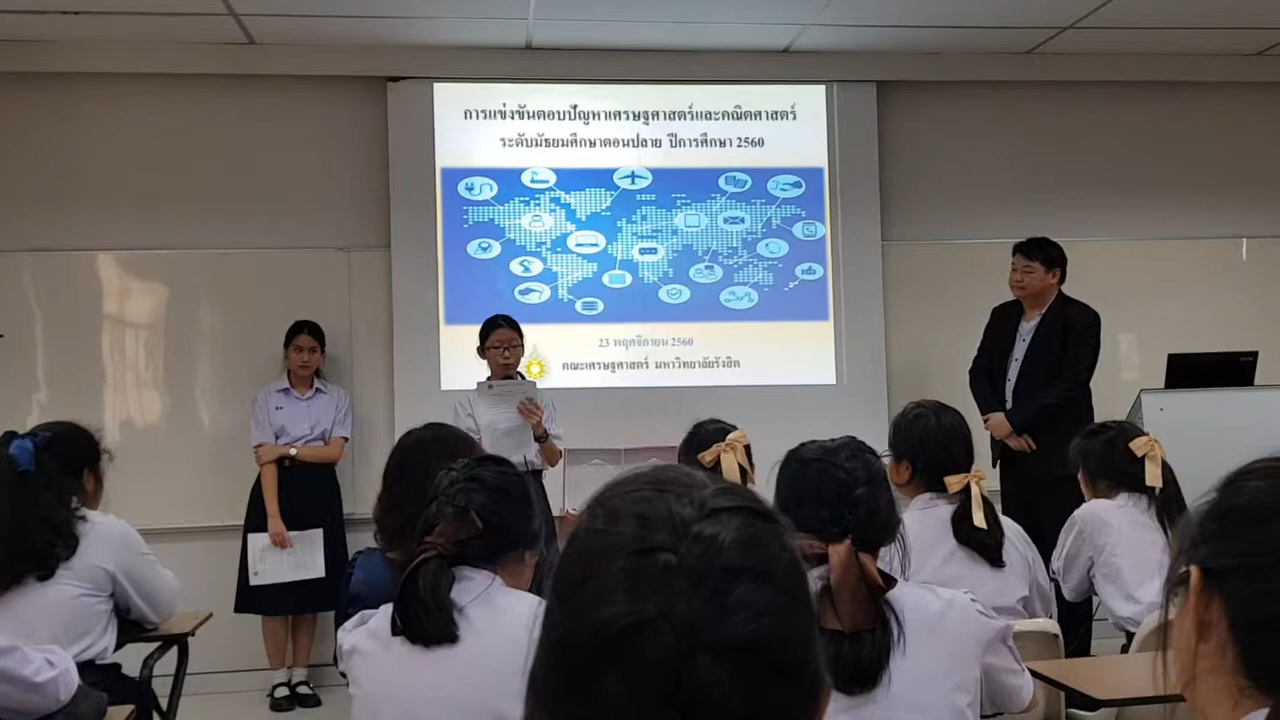 การแข่งขันตอบปัญหาเศรษฐศาสตร์และคณิตศาสตร์
ระดับมัธยมศึกษาตอนปลาย ปีการศึกษา 2560
23 พฤศจิกายน 2560
คณะเศรษฐศาสตร์ มหาวิทยาลัยรังสิต